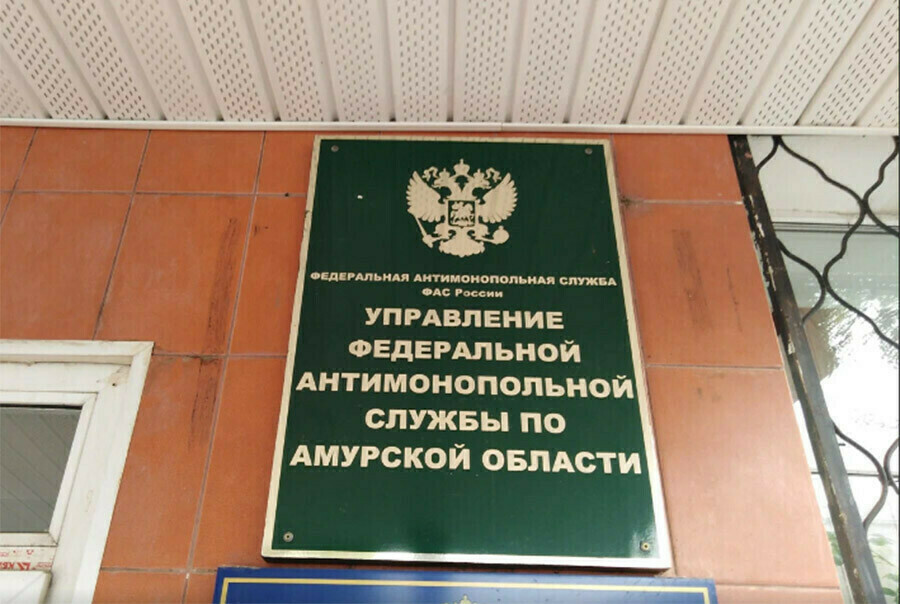 ФЕДЕРАЛЬНАЯ АНТИМОНОПОЛЬНАЯ СЛУЖБА
ФАС России
УПРАВЛЕНИЕ
ФЕДЕРАЛЬНОЙ
АНТИМОНОПОЛЬНОЙ
СЛУЖБЫ ПО
АМУРСКОЙ ОБЛАСТИ